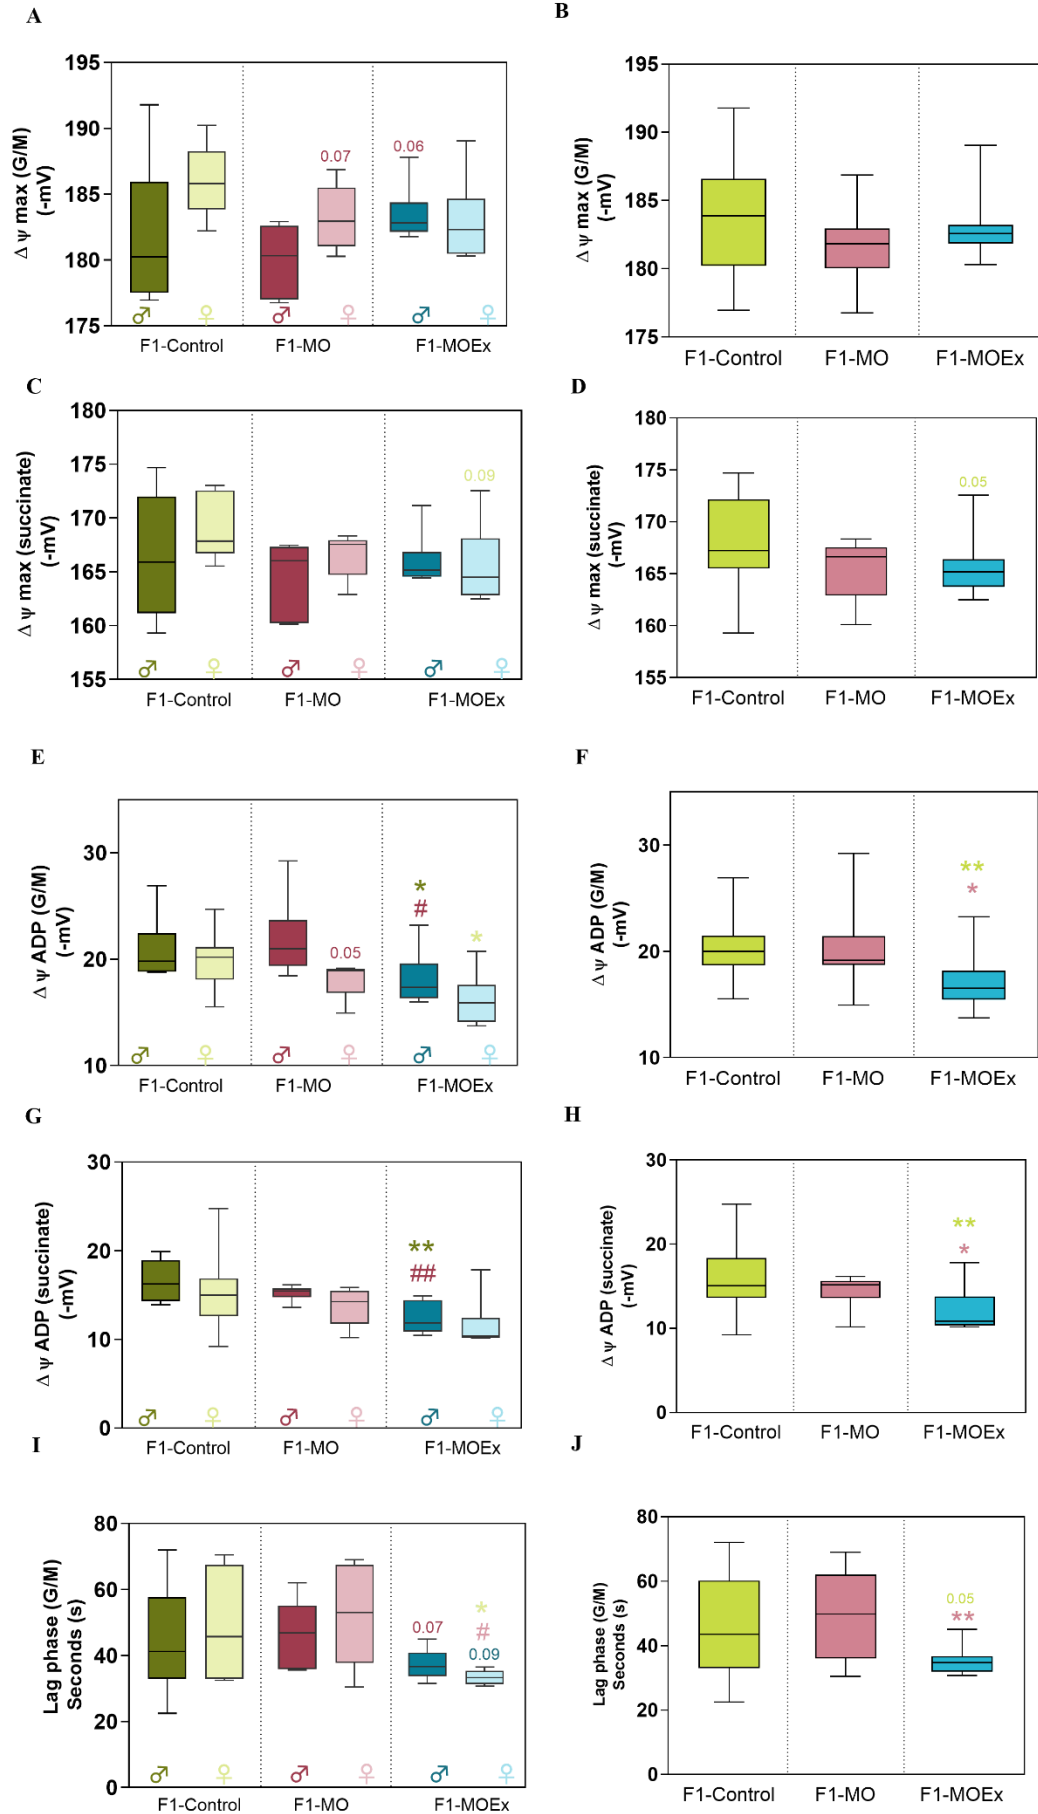 A
Δ ψ max (G/M)
(-mV)
195
190
185
180
175
0.07
0.06
♂ ♀ ♂ ♀ ♂ ♀
F1-Control F1-MO F1-MOEx
B
Δ ψ max (G/M)
(-mV)
195
190
185
180
175
F1-Control F1-MO F1-MOEx
C
Δ ψ max (succinate)
(-mV)
180
175
170
165
160
155
0.09
♂ ♀ ♂ ♀ ♂ ♀
F1-Control F1-MO F1-MOEx
D
Δ ψ max (succinate)
(-mV)
180
175
170
165
160
155
0.05
F1-Control F1-MO F1-MOEx
E
Δ ψ ADP (G/M)
(-mV)
30
20
10
0.05
*
#
*
♂ ♀ ♂ ♀ ♂ ♀
F1-Control F1-MO F1-MOEx
F
Δ ψ ADP (G/M)
(-mV)
30
20
10
**
*
F1-Control F1-MO F1-MOEx
G
Δ ψ ADP (succinate)
(-mV)
30
20
10
0
**
##
♂ ♀ ♂ ♀ ♂ ♀
F1-Control F1-MO F1-MOEx
H
Δ ψ ADP (succinate)
(-mV)
30
20
10
0
**
*
F1-Control F1-MO F1-MOEx
I
Lag phase (G/M)
Seconds (s)
80
60
40
20
0
0.07
*
#
0.09
♂ ♀ ♂ ♀ ♂ ♀
F1-Control F1-MO F1-MOEx
J
Lag phase (G/M)
Seconds (s)
80
60
40
20
0
0.05
**
F1-Control F1-MO F1-MOEx